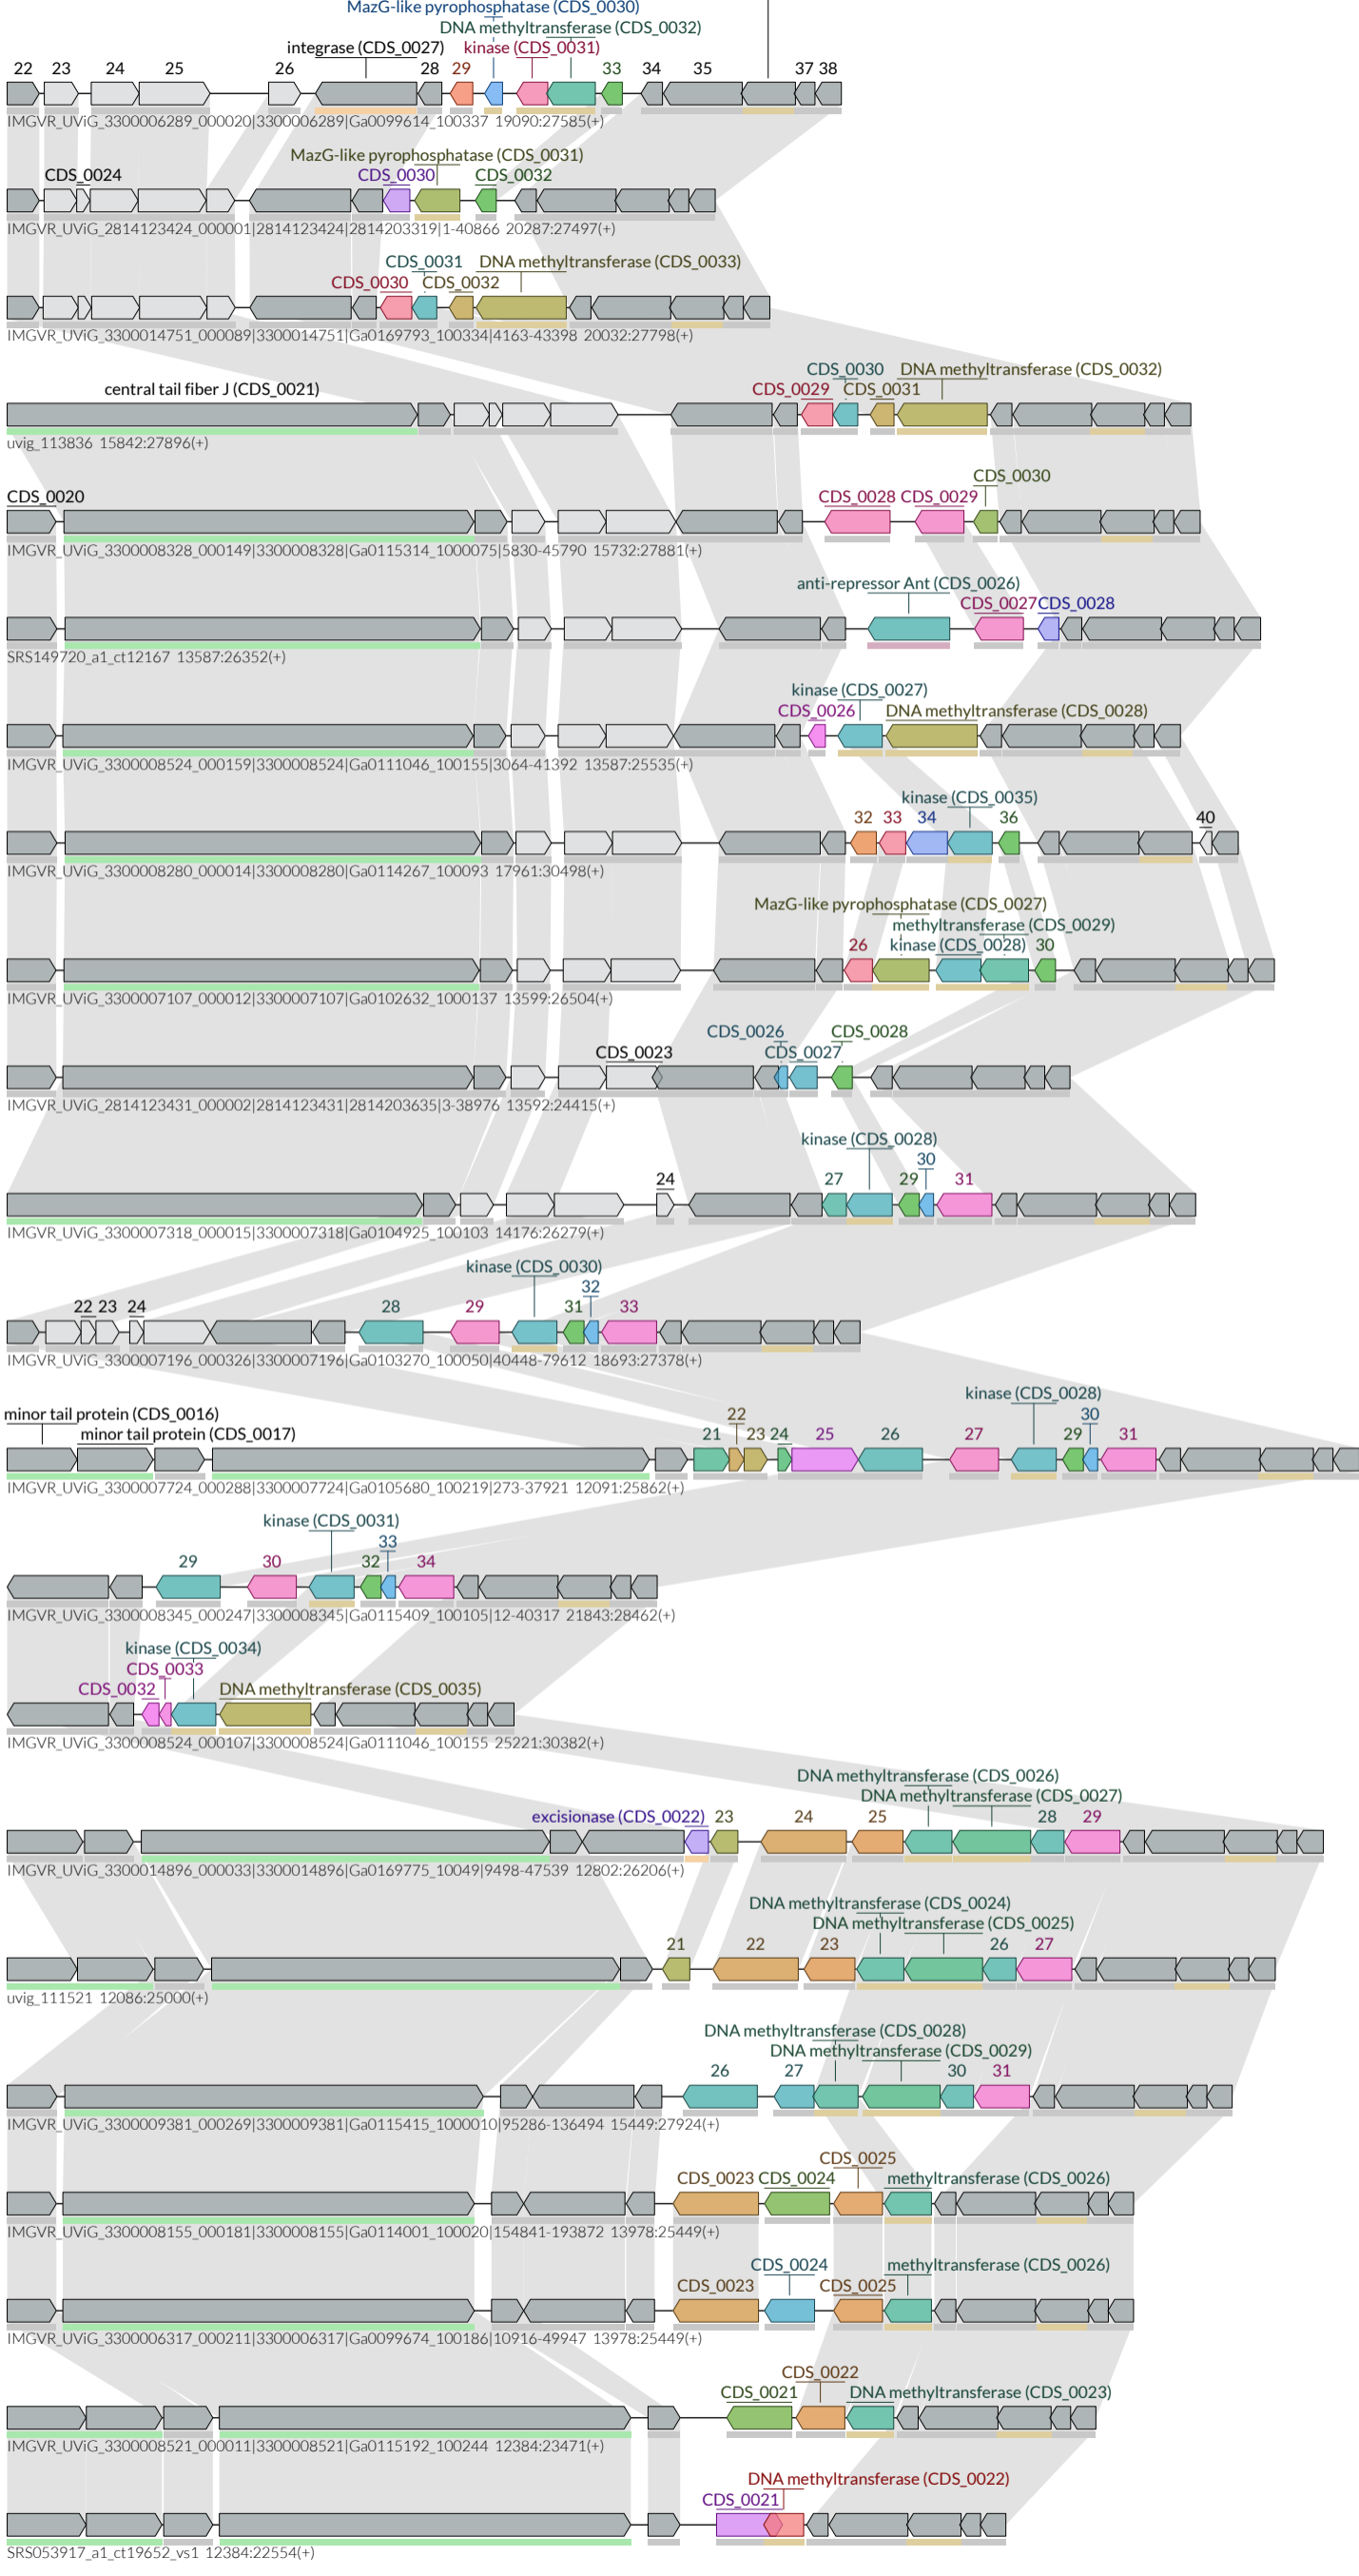 MazG-like pyrophosphatase (CDS_0030)
DNA methyltransferase (CDS_0032)
integrase (CDS_0027) kinase (CDS_0031)
22 23 24 25 26 28 29 33 34 35 37 38
IMGVR_UViG_3300006289_000020|3300006289|Ga0099614_100337 19090:27585(+)
MazG-like pyrophosphatase (CDS_0031)
CDS_0024 CDS_0030 CDS_0032
IMGVR_UViG_2814123424_000001|2814123424|2814203319|1-40866 20287:27497(+)
CDS_0031 DNA methyltransferase (CDS_0033)
CDS_0030 CDS_0032
IMGVR_UViG_3300014751_000089|3300014751|Ga0169793_100334|4163-43398 20032:27798(+)
CDS_0030 DNA methyltransferase (CDS_0032)
central tail fiber J (CDS_0021) CDS_0029 CDS_0031
uvig_113836 15842:27896(+)
CDS_0030
CDS_0020 CDS_0028 CDS_0029
IMGVR_UViG_3300008328_000149|3300008328|Ga0115314_1000075|5830-45790 15732:27881(+)
anti-repressor Ant (CDS_0026)
CDS_0027 CDS_0028
SRS149720_a1_ct12167 13587:26352(+)
kinase (CDS_0027)
CDS_0026 DNA methyltransferase (CDS_0028)
IMGVR_UViG_3300008524_000159|3300008524|Ga0111046_100155|3064-41392 13587:25535(+)
kinase (CDS_0035)
32 33 34 36 40
IMGVR_UViG_3300008280_000014|3300008280|Ga0114267_100093 17961:30498(+)
MazG-like pyrophosphatase (CDS_0027)
methyltransferase (CDS_0029)
26 kinase (CDS_0028) 30
IMGVR_UViG_3300007107_000012|3300007107|Ga0102632_1000137 13599:26504(+)
CDS_0026 CDS_0028
CDS_0023 CDS_0027
IMGVR_UViG_2814123431_000002|2814123431|2814203635|3-38976 13592:24415(+)
kinase (CDS_0028)
30
24 27 29 31
IMGVR_UViG_3300007318_000015|3300007318|Ga0104925_100103 14176:26279(+)
kinase (CDS_0030)
32
22 23 24 28 29 31 33
IMGVR_UViG_3300007196_000326|3300007196|Ga0103270_100050|40448-79612 18693:27378(+)
kinase (CDS_0028)
minor tail protein (CDS_0016) 22 30
minor tail protein (CDS_0017) 21 23 24 25 26 27 29 31
IMGVR_UViG_3300007724_000288|3300007724|Ga0105680_100219|273-37921 12091:25862(+)
kinase (CDS_0031)
33
29 30 32 34
IMGVR_UViG_3300008345_000247|3300008345|Ga0115409_100105|12-40317 21843:28462(+)
kinase (CDS_0034)
CDS_0033
CDS_0032 DNA methyltransferase (CDS_0035)
IMGVR_UViG_3300008524_000107|3300008524|Ga0111046_100155 25221:30382(+)
DNA methyltransferase (CDS_0026)
DNA methyltransferase (CDS_0027)
excisionase (CDS_0022) 23 24 25 28 29
IMGVR_UViG_3300014896_000033|3300014896|Ga0169775_10049|9498-47539 12802:26206(+)
DNA methyltransferase (CDS_0024)
DNA methyltransferase (CDS_0025)
21 22 23 26 27
uvig_111521 12086:25000(+)
DNA methyltransferase (CDS_0028)
DNA methyltransferase (CDS_0029)
26 27 30 31
IMGVR_UViG_3300009381_000269|3300009381|Ga0115415_1000010|95286-136494 15449:27924(+)
CDS_0025
CDS_0023 CDS_0024 methyltransferase (CDS_0026)
IMGVR_UViG_3300008155_000181|3300008155|Ga0114001_100020|154841-193872 13978:25449(+)
CDS_0024 methyltransferase (CDS_0026)
CDS_0023 CDS_0025
IMGVR_UViG_3300006317_000211|3300006317|Ga0099674_100186|10916-49947 13978:25449(+)
CDS_0022
CDS_0021 DNA methyltransferase (CDS_0023)
IMGVR_UViG_3300008521_000011|3300008521|Ga0115192_100244 12384:23471(+)
DNA methyltransferase (CDS_0022)
CDS_0021
SRS053917_a1_ct19652_vs1 12384:22554(+)